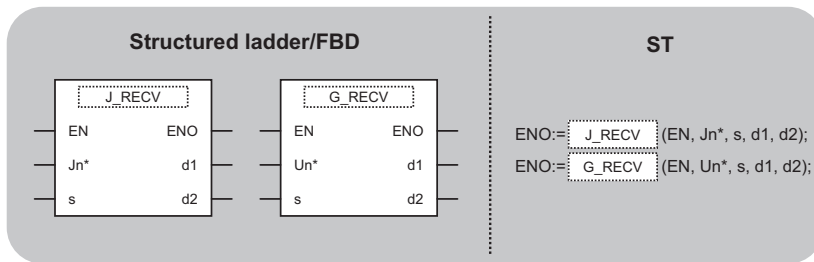 Structured ladder/FBD
J_RECV
EN ENO
Jn* d1
s d2
G_RECV
EN ENO
Un* d1
s d2
ST
ENO:= J_RECV (EN, Jn*, s, d1, d2);
ENO:= G_RECV (EN, Un*, s, d1, d2);